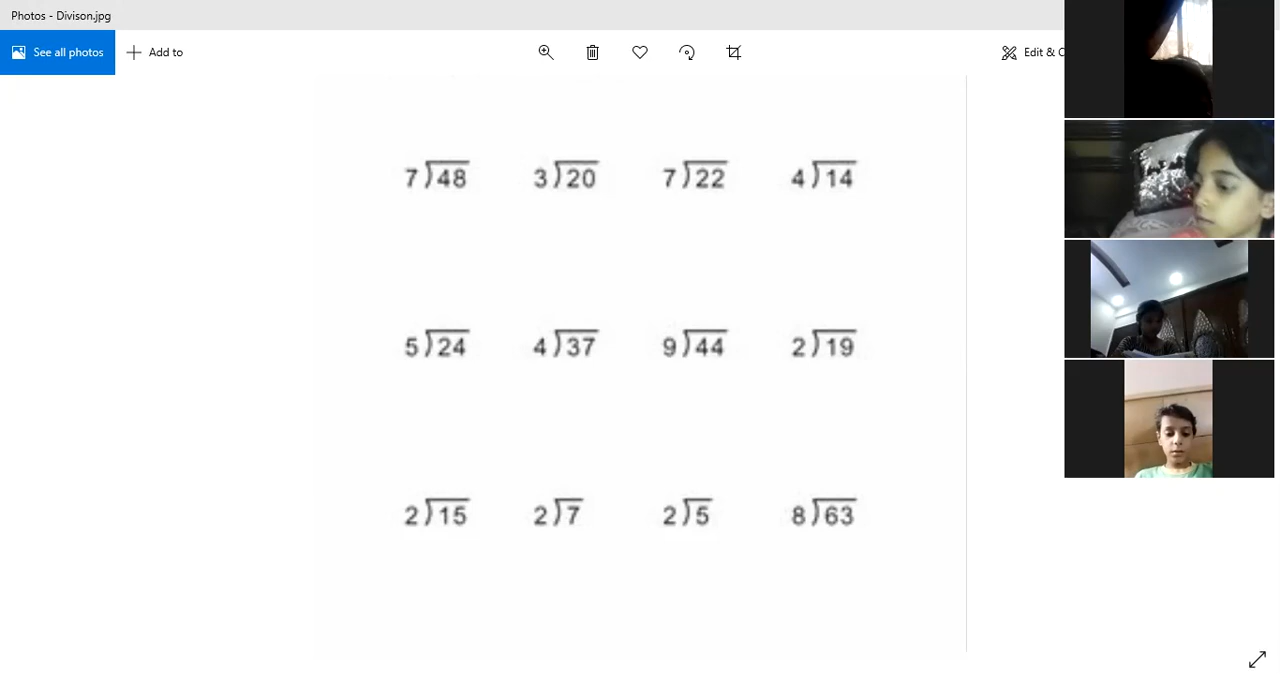 Photos - Divison.jpg
See all photos Add to Edit & C
7)48 3)20 7)22 4)14
5)24 4)37 9)44 2)19
2)15 2)7 2)5 8)63